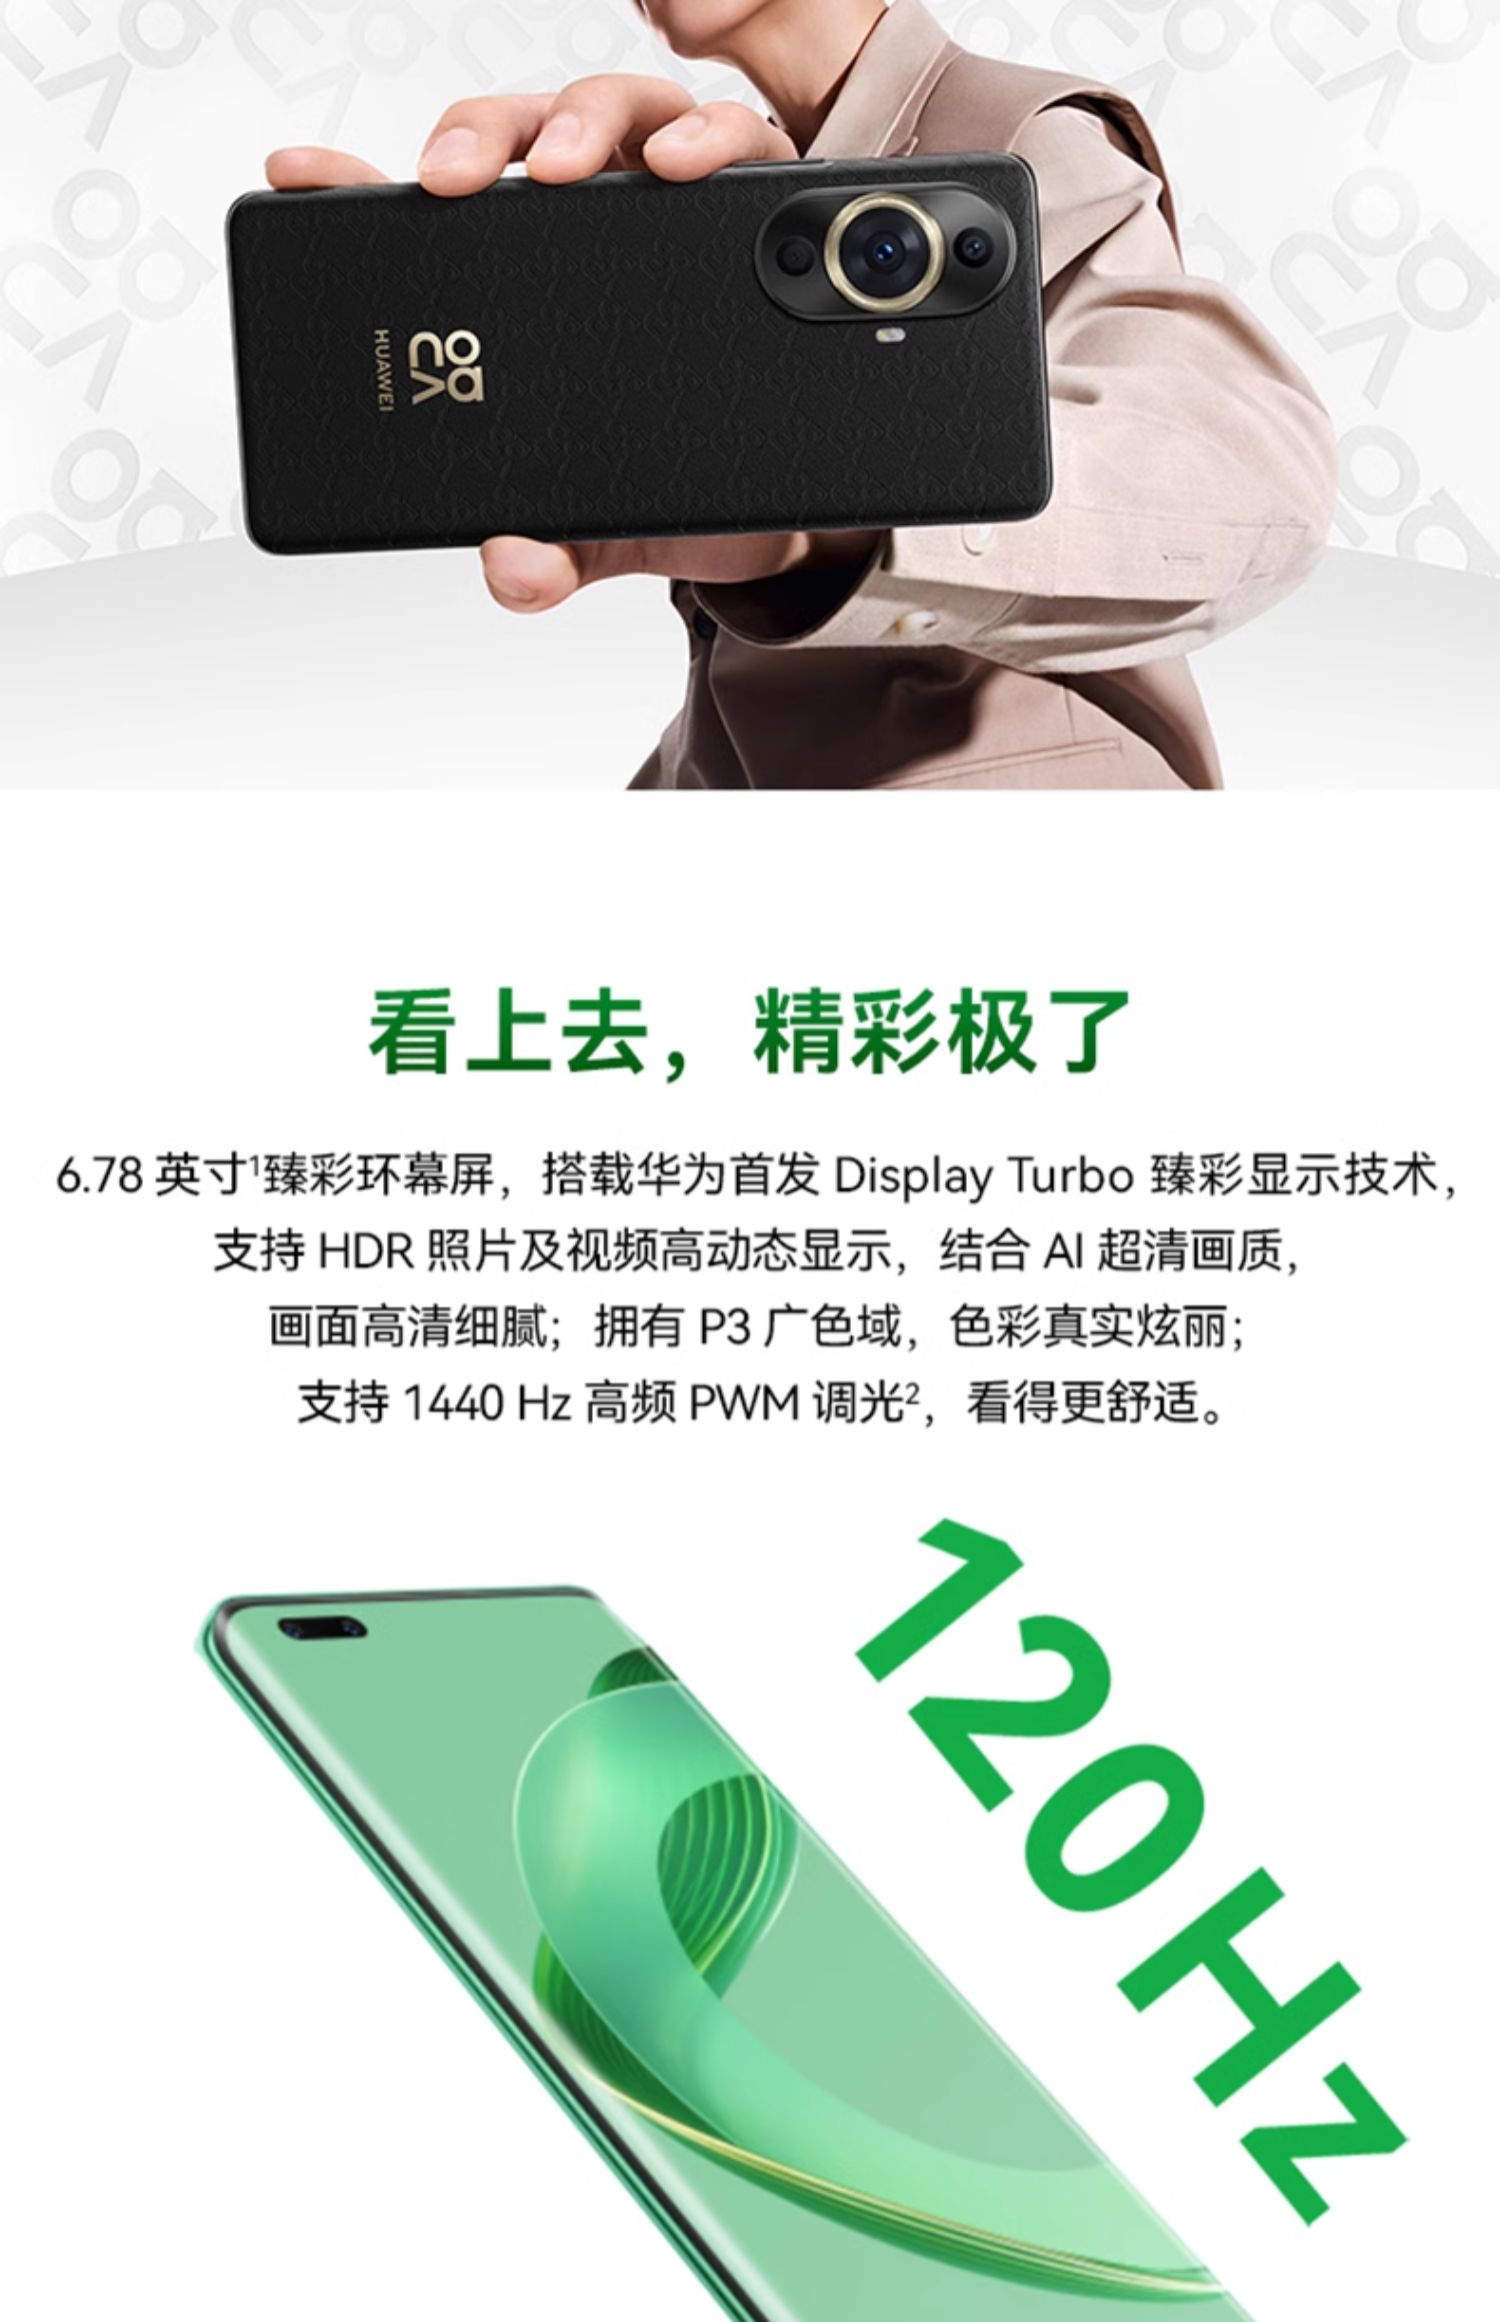 nova
HUAWEI
看上去，精彩极了
6.78 英寸¹臻彩环幕屏，搭载华为首发 Display Turbo 臻彩显示技术，
支持 HDR 照片及视频高动态显示，结合 AI 超清画质，
画面高清细腻；拥有 P3 广色域，色彩真实炫丽；
支持 1440 Hz 高频 PWM 调光²，看得更舒适。
120Hz